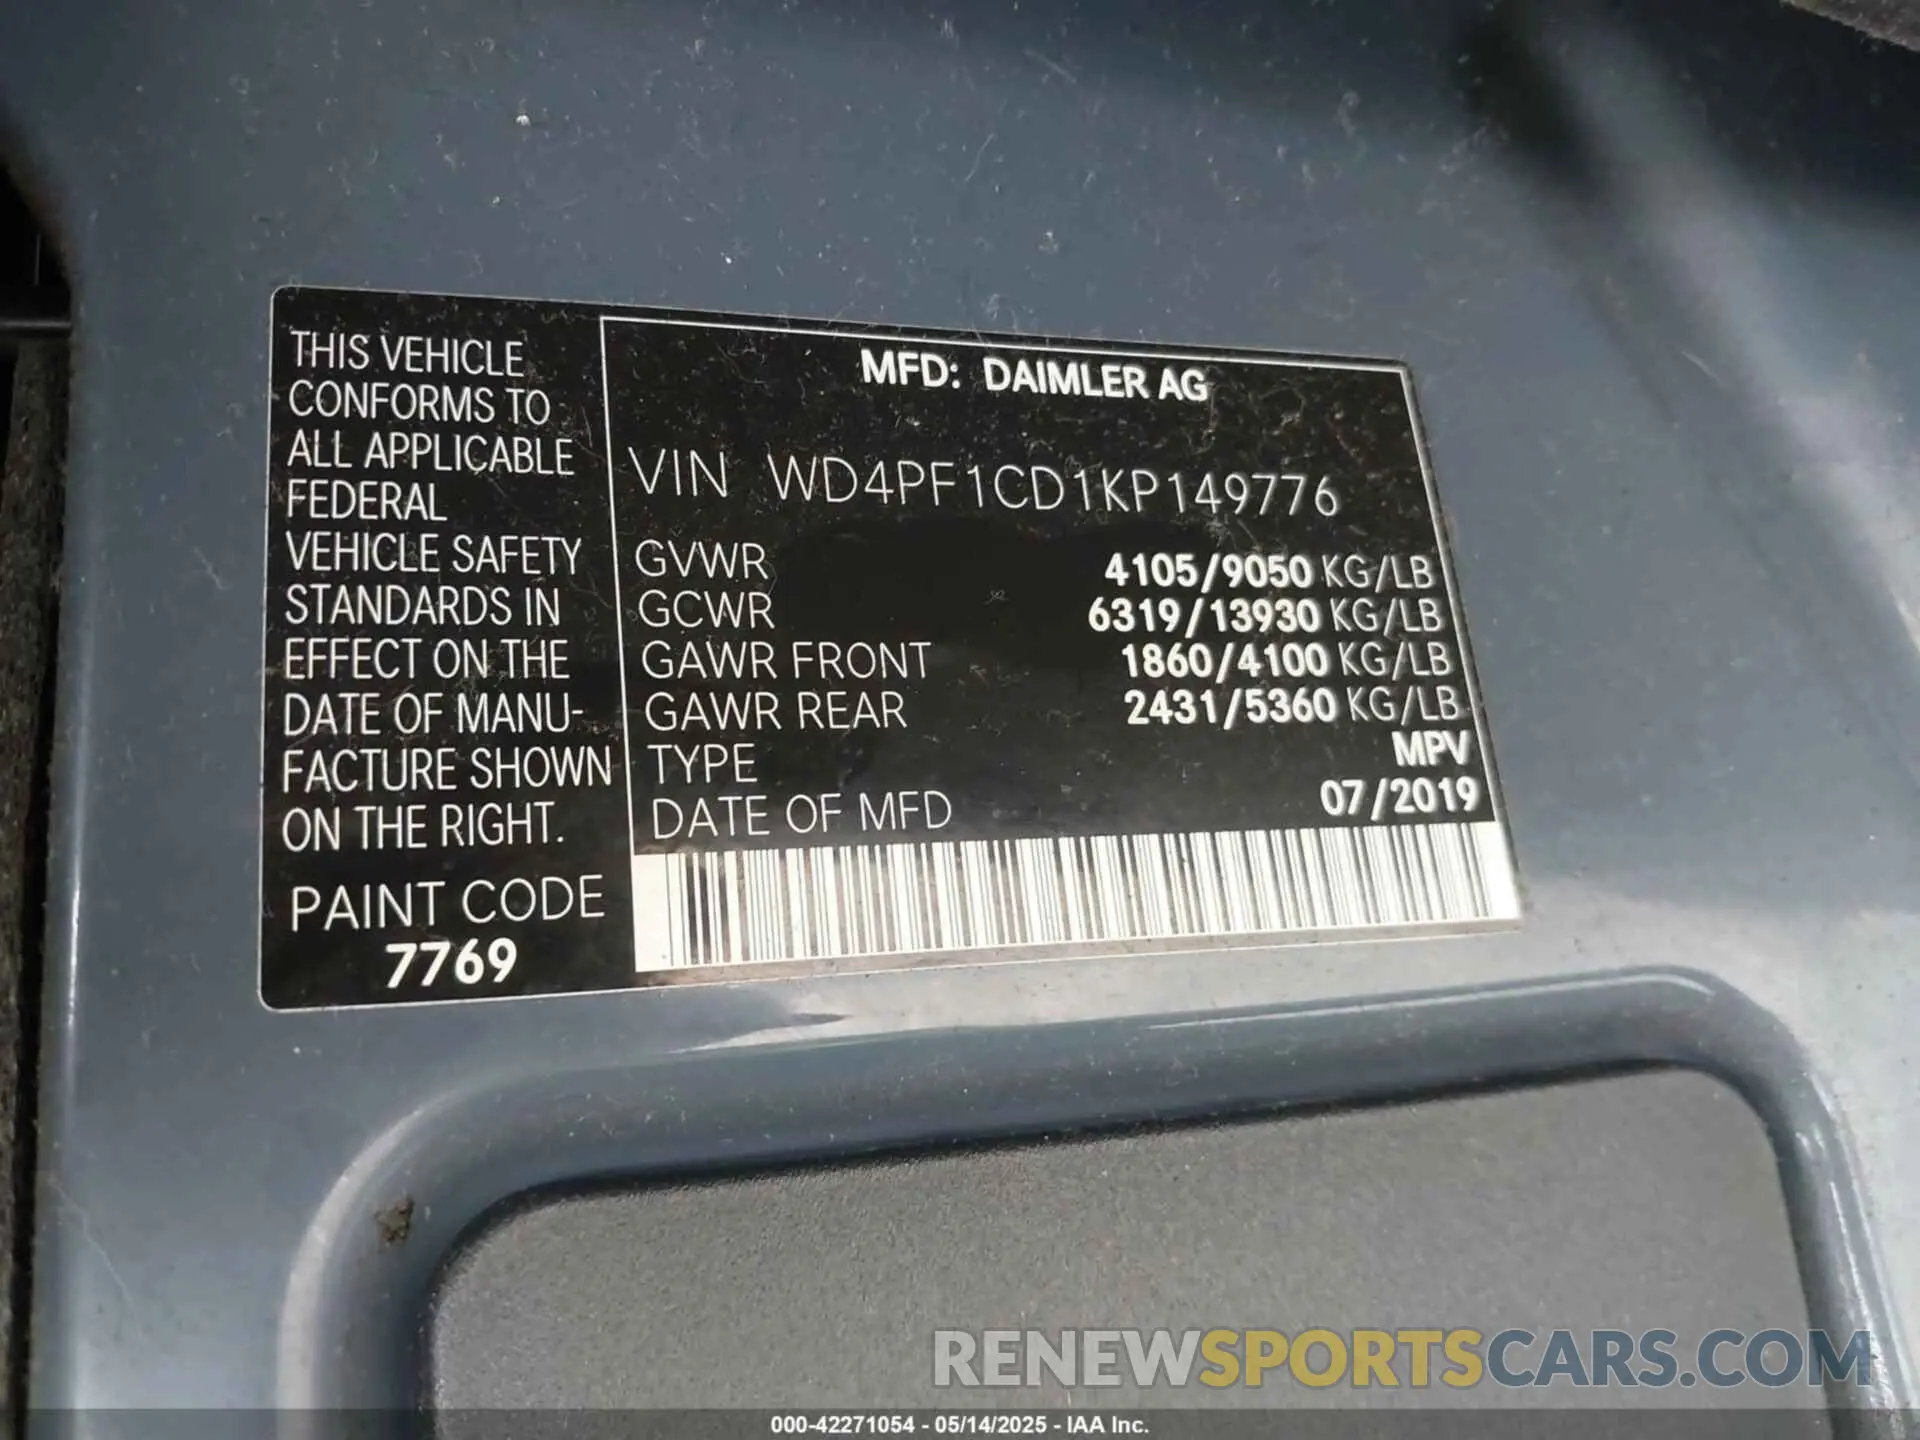 THIS VEHICLE
CONFORMS TO
ALL APPLICABLE
FEDERAL
VEHICLE SAFETY
STANDARDS IN
EFFECT ON THE
DATE OF MANU-
FACTURE SHOWN
ON THE RIGHT.
PAINT CODE
7769
MFD: DAIMLER AG
VIN WD4PF1CD1KP149776
GVWR 4105/9050 KG/LB
GCWR 6319/13930 KG/LB
GAWR FRONT 1860/4100 KG/LB
GAWR REAR 2431/5360 KG/LB
TYPE MPV
DATE OF MFD 07/2019
RENEWSPORTSCARS.COM
000-42271054 - 05/14/2025 - IAA Inc.